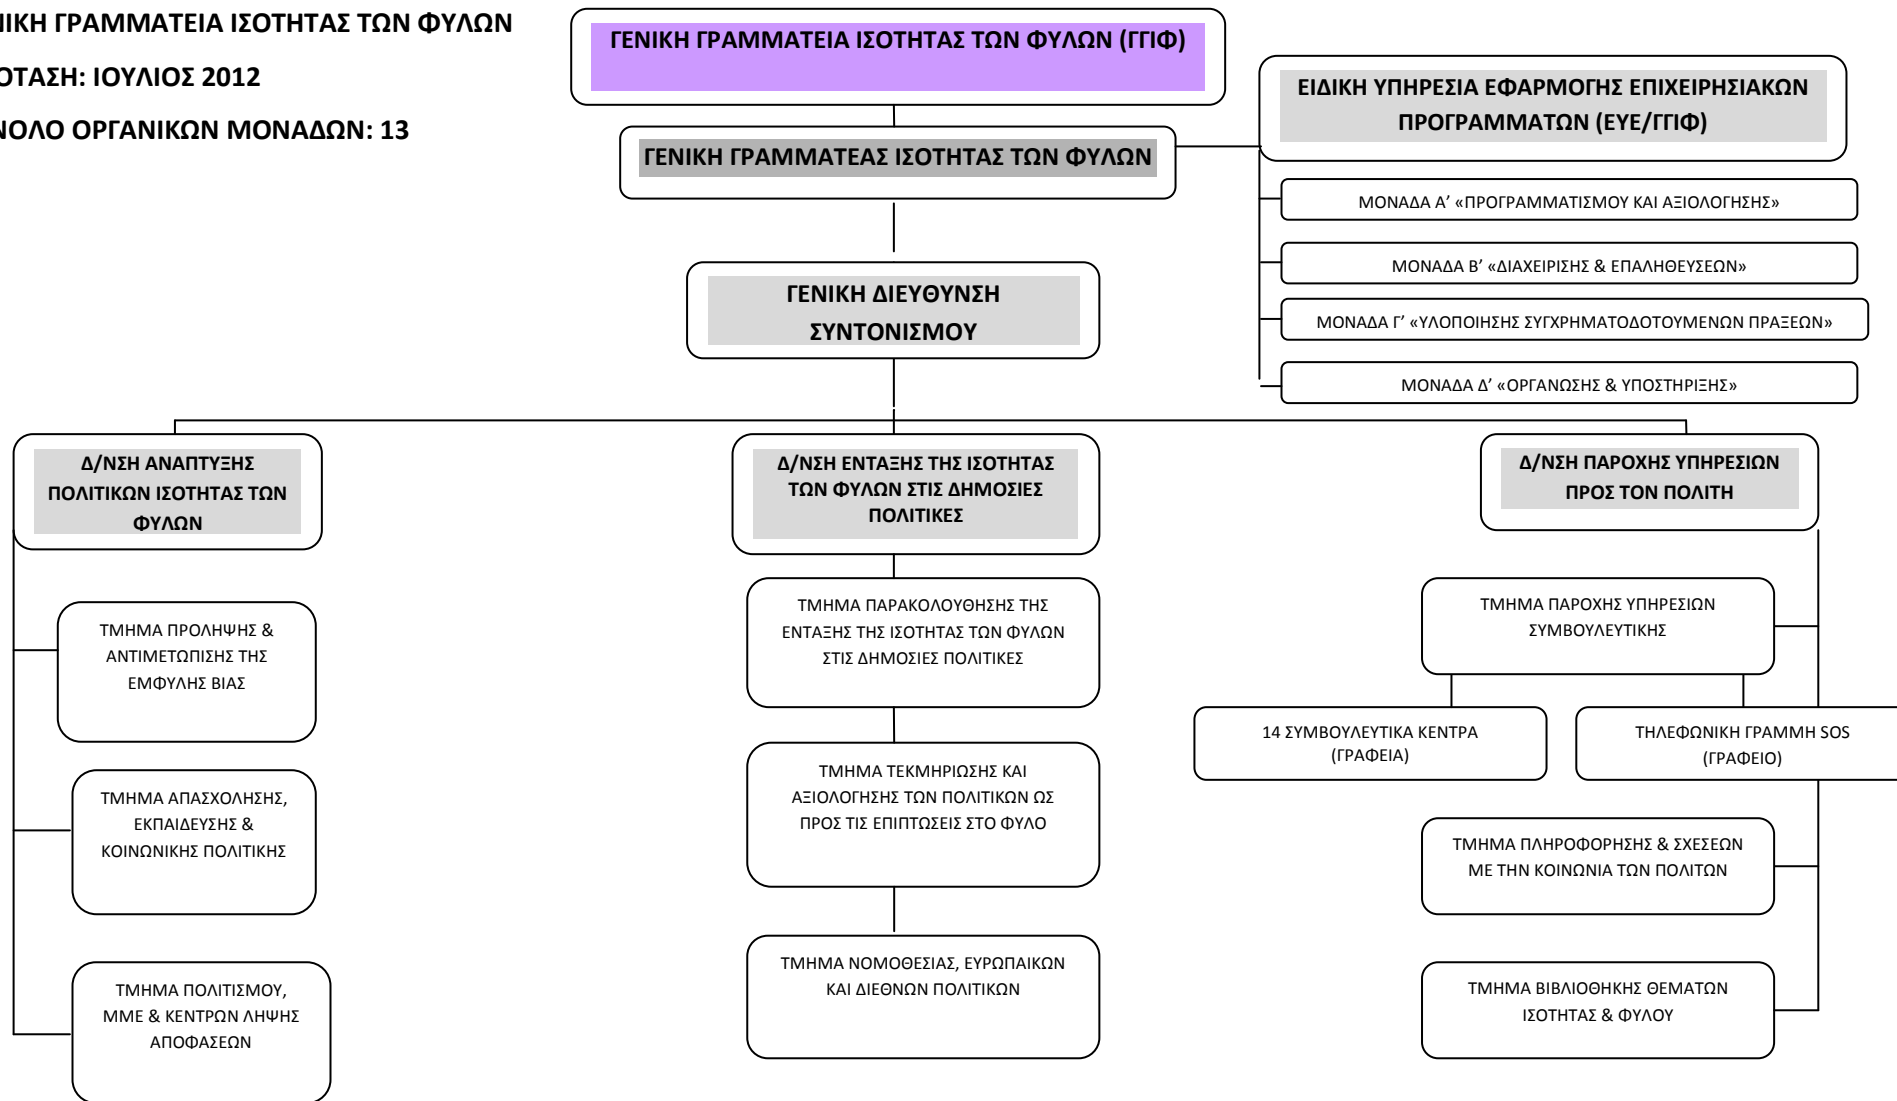 ΝΙΚΗ ΓΡΑΜΜΑΤΕΙΑ ΙΣΟΤΗΤΑΣ ΤΩΝ ΦΥΛΩΝ
ΟΤΑΣΗ: ΙΟΥΛΙΟΣ 2012
ΝΟΛΟ ΟΡΓΑΝΙΚΩΝ ΜΟΝΑΔΩΝ: 13
ΓΕΝΙΚΗ ΓΡΑΜΜΑΤΕΙΑ ΙΣΟΤΗΤΑΣ ΤΩΝ ΦΥΛΩΝ (ΓΓΙΦ)
ΓΕΝΙΚΗ ΓΡΑΜΜΑΤΕΑΣ ΙΣΟΤΗΤΑΣ ΤΩΝ ΦΥΛΩΝ
ΕΙΔΙΚΗ ΥΠΗΡΕΣΙΑ ΕΦΑΡΜΟΓΗΣ ΕΠΙΧΕΙΡΗΣΙΑΚΩΝ
ΠΡΟΓΡΑΜΜΑΤΩΝ (ΕΥΕ/ΓΓΙΦ)
ΜΟΝΑΔΑ Α’ «ΠΡΟΓΡΑΜΜΑΤΙΣΜΟΥ ΚΑΙ ΑΞΙΟΛΟΓΗΣΗΣ»
ΜΟΝΑΔΑ Β’ «ΔΙΑΧΕΙΡΙΣΗΣ & ΕΠΑΛΗΘΕΥΣΕΩΝ»
ΜΟΝΑΔΑ Γ’ «ΥΛΟΠΟΙΗΣΗΣ ΣΥΓΧΡΗΜΑΤΟΔΟΤΟΥΜΕΝΩΝ ΠΡΑΞΕΩΝ»
ΜΟΝΑΔΑ Δ’ «ΟΡΓΑΝΩΣΗΣ & ΥΠΟΣΤΗΡΙΞΗΣ»
ΓΕΝΙΚΗ ΔΙΕΥΘΥΝΣΗ
ΣΥΝΤΟΝΙΣΜΟΥ
Δ/ΝΣΗ ΑΝΑΠΤΥΞΗΣ
ΠΟΛΙΤΙΚΩΝ ΙΣΟΤΗΤΑΣ ΤΩΝ
ΦΥΛΩΝ
ΤΜΗΜΑ ΠΡΟΛΗΨΗΣ &
ΑΝΤΙΜΕΤΩΠΙΣΗΣ ΤΗΣ
ΕΜΦΥΛΗΣ ΒΙΑΣ
ΤΜΗΜΑ ΑΠΑΣΧΟΛΗΣΗΣ,
ΕΚΠΑΙΔΕΥΣΗΣ &
ΚΟΙΝΩΝΙΚΗΣ ΠΟΛΙΤΙΚΗΣ
ΤΜΗΜΑ ΠΟΛΙΤΙΣΜΟΥ,
ΜΜΕ & ΚΕΝΤΡΩΝ ΛΗΨΗΣ
ΑΠΟΦΑΣΕΩΝ
Δ/ΝΣΗ ΕΝΤΑΞΗΣ ΤΗΣ ΙΣΟΤΗΤΑΣ
ΤΩΝ ΦΥΛΩΝ ΣΤΙΣ ΔΗΜΟΣΙΕΣ
ΠΟΛΙΤΙΚΕΣ
ΤΜΗΜΑ ΠΑΡΑΚΟΛΟΥΘΗΣΗΣ ΤΗΣ
ΕΝΤΑΞΗΣ ΤΗΣ ΙΣΟΤΗΤΑΣ ΤΩΝ ΦΥΛΩΝ
ΣΤΙΣ ΔΗΜΟΣΙΕΣ ΠΟΛΙΤΙΚΕΣ
ΤΜΗΜΑ ΤΕΚΜΗΡΙΩΣΗΣ ΚΑΙ
ΑΞΙΟΛΟΓΗΣΗΣ ΤΩΝ ΠΟΛΙΤΙΚΩΝ ΩΣ
ΠΡΟΣ ΤΙΣ ΕΠΙΠΤΩΣΕΙΣ ΣΤΟ ΦΥΛΟ
ΤΜΗΜΑ ΝΟΜΟΘΕΣΙΑΣ, ΕΥΡΩΠΑΙΚΩΝ
ΚΑΙ ΔΙΕΘΝΩΝ ΠΟΛΙΤΙΚΩΝ
Δ/ΝΣΗ ΠΑΡΟΧΗΣ ΥΠΗΡΕΣΙΩΝ
ΠΡΟΣ ΤΟΝ ΠΟΛΙΤΗ
ΤΜΗΜΑ ΠΑΡΟΧΗΣ ΥΠΗΡΕΣΙΩΝ
ΣΥΜΒΟΥΛΕΥΤΙΚΗΣ
14 ΣΥΜΒΟΥΛΕΥΤΙΚΑ ΚΕΝΤΡΑ
(ΓΡΑΦΕΙΑ)
ΤΗΛΕΦΩΝΙΚΗ ΓΡΑΜΜΗ SOS
(ΓΡΑΦΕΙΟ)
ΤΜΗΜΑ ΠΛΗΡΟΦΟΡΗΣΗΣ & ΣΧΕΣΕΩΝ
ΜΕ ΤΗΝ ΚΟΙΝΩΝΙΑ ΤΩΝ ΠΟΛΙΤΩΝ
ΤΜΗΜΑ ΒΙΒΛΙΟΘΗΚΗΣ ΘΕΜΑΤΩΝ
ΙΣΟΤΗΤΑΣ & ΦΥΛΟΥ